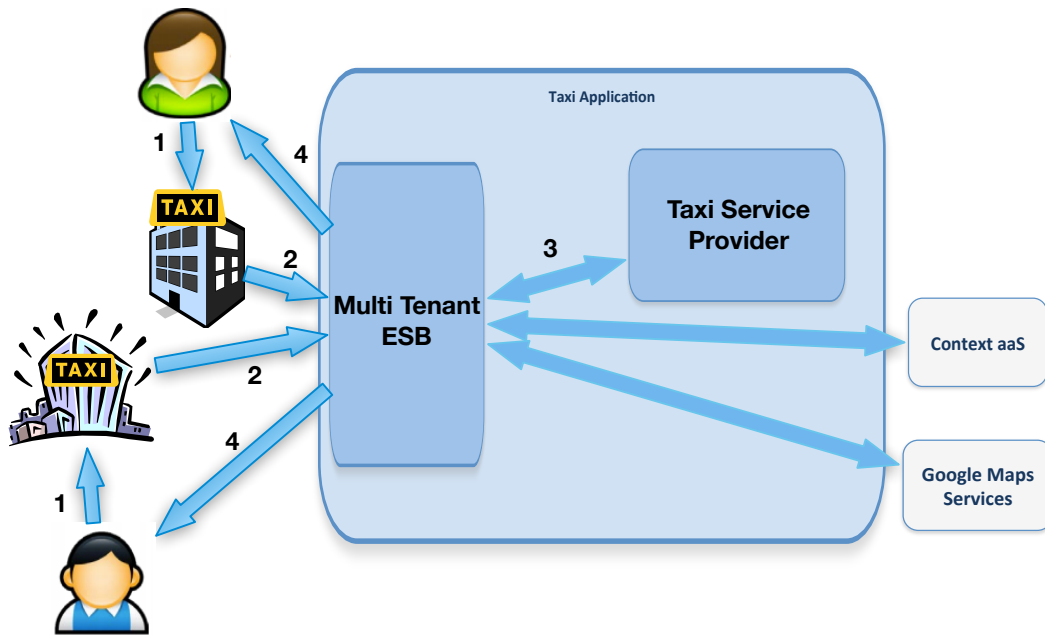 Taxi Application
1
4
TAXI
2
Taxi Service
Provider
3
Multi Tenant
ESB
Context aaS
TAXI
2
4
Google Maps
Services
1